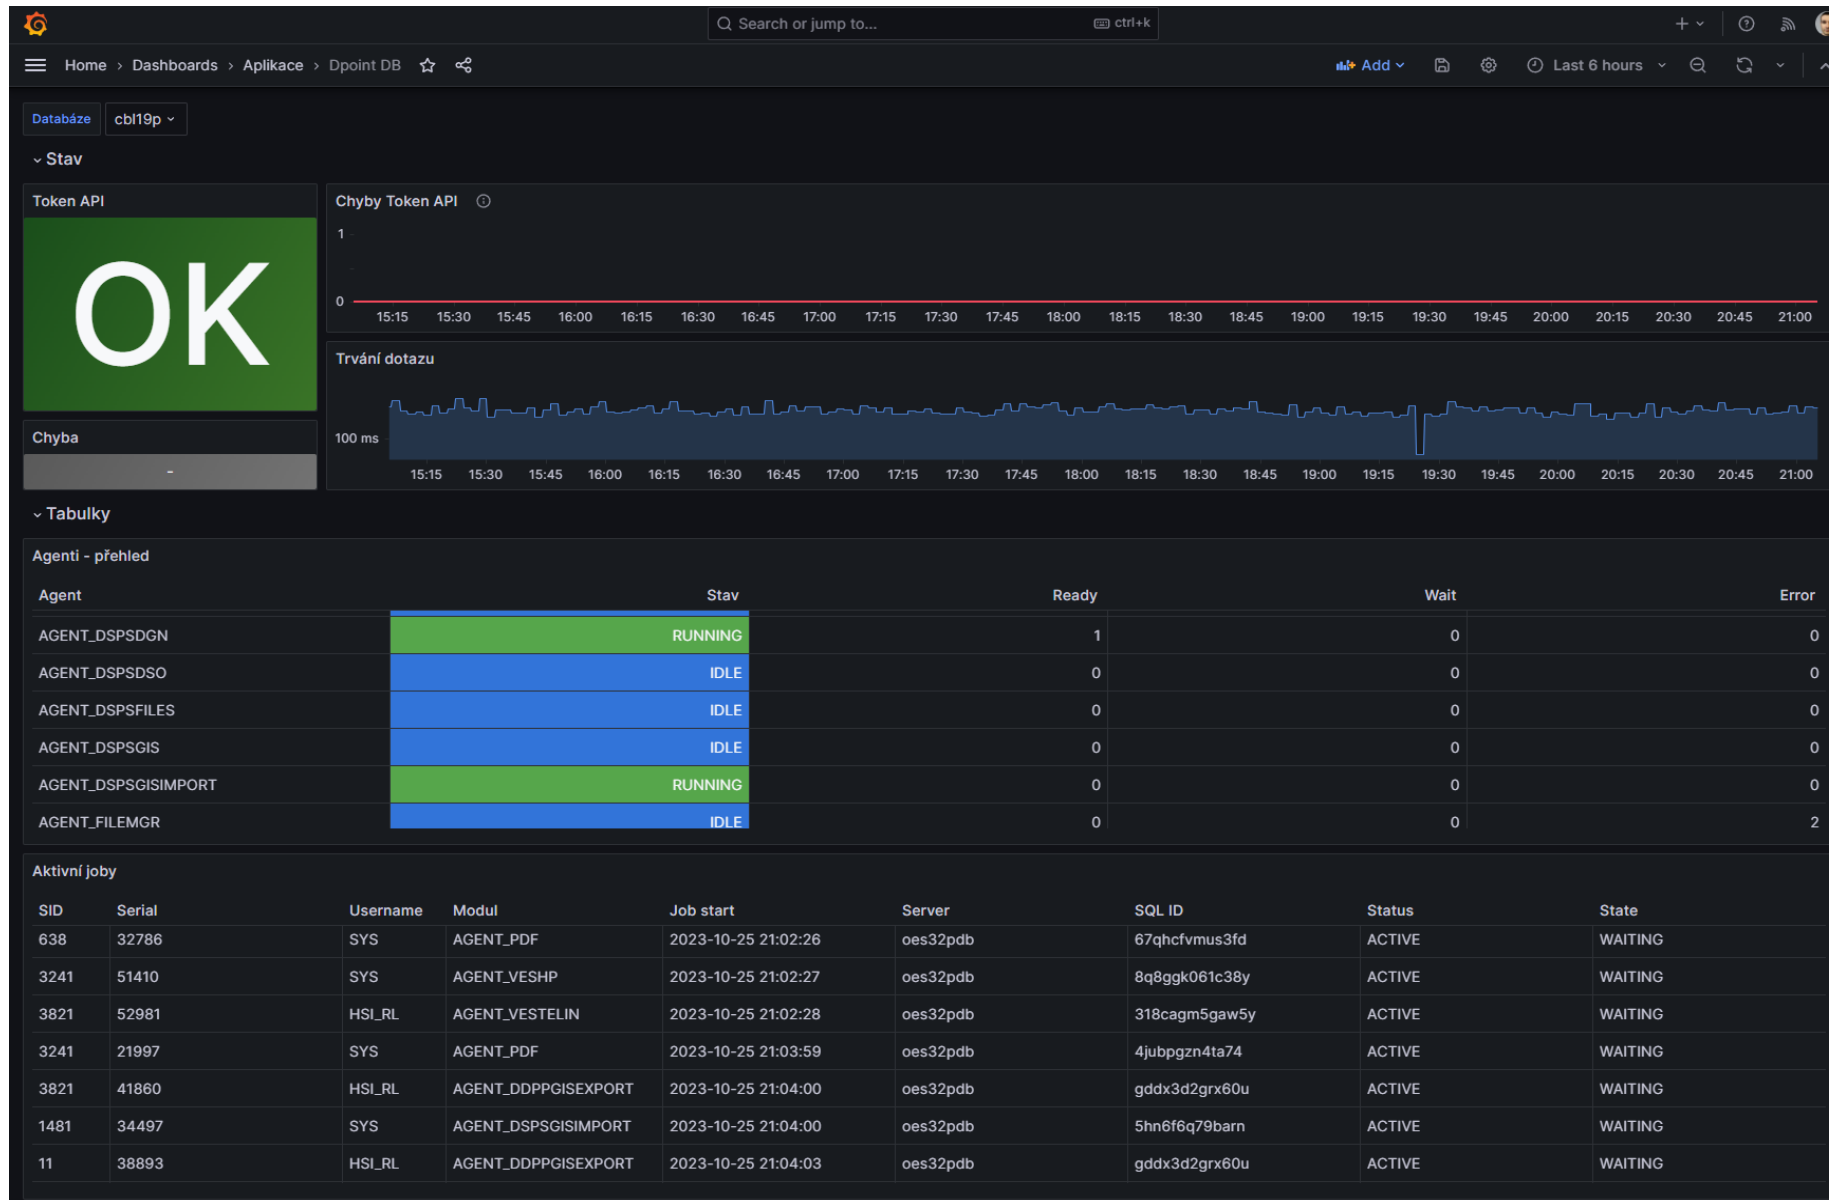 Search or jump to... ctrl+k
Home › Dashboards › Aplikace › Dpoint DB Add Last 6 hours
Databáze cbl19p
Stav
Token API
OK
Chyba
-
Chyby Token API
1
0
15:15 15:30 15:45 16:00 16:15 16:30 16:45 17:00 17:15 17:30 17:45 18:00 18:15 18:30 18:45 19:00 19:15 19:30 19:45 20:00 20:15 20:30 20:45 21:00
Trvání dotazu
100 ms
15:15 15:30 15:45 16:00 16:15 16:30 16:45 17:00 17:15 17:30 17:45 18:00 18:15 18:30 18:45 19:00 19:15 19:30 19:45 20:00 20:15 20:30 20:45 21:00
Tabulky
Agenti - přehled
Agent Stav Ready Wait Error
AGENT_DSPSDGN RUNNING 1 0 0
AGENT_DSPSDSO IDLE 0 0 0
AGENT_DSPSFILES IDLE 0 0 0
AGENT_DSPSGIS IDLE 0 0 0
AGENT_DSPSGISIMPORT RUNNING 0 0 0
AGENT_FILEMGR IDLE 0 0 2
Aktivní joby
SID Serial Username Modul Job start Server SQL ID Status State
638 32786 SYS AGENT_PDF 2023-10-25 21:02:26 oes32pdb 67qhcfvmus3fd ACTIVE WAITING
3241 51410 SYS AGENT_VESHP 2023-10-25 21:02:27 oes32pdb 8q8ggk061c38y ACTIVE WAITING
3821 52981 HSI_RL AGENT_VESTELIN 2023-10-25 21:02:28 oes32pdb 318cagm5gaw5y ACTIVE WAITING
3241 21997 SYS AGENT_PDF 2023-10-25 21:03:59 oes32pdb 4jubpgzn4ta74 ACTIVE WAITING
3821 41860 HSI_RL AGENT_DDPPGISEXPORT 2023-10-25 21:04:00 oes32pdb gddx3d2grx60u ACTIVE WAITING
1481 34497 SYS AGENT_DSPSGISIMPORT 2023-10-25 21:04:00 oes32pdb 5hn6f6q79barn ACTIVE WAITING
11 38893 HSI_RL AGENT_DDPPGISEXPORT 2023-10-25 21:04:03 oes32pdb gddx3d2grx60u ACTIVE WAITING